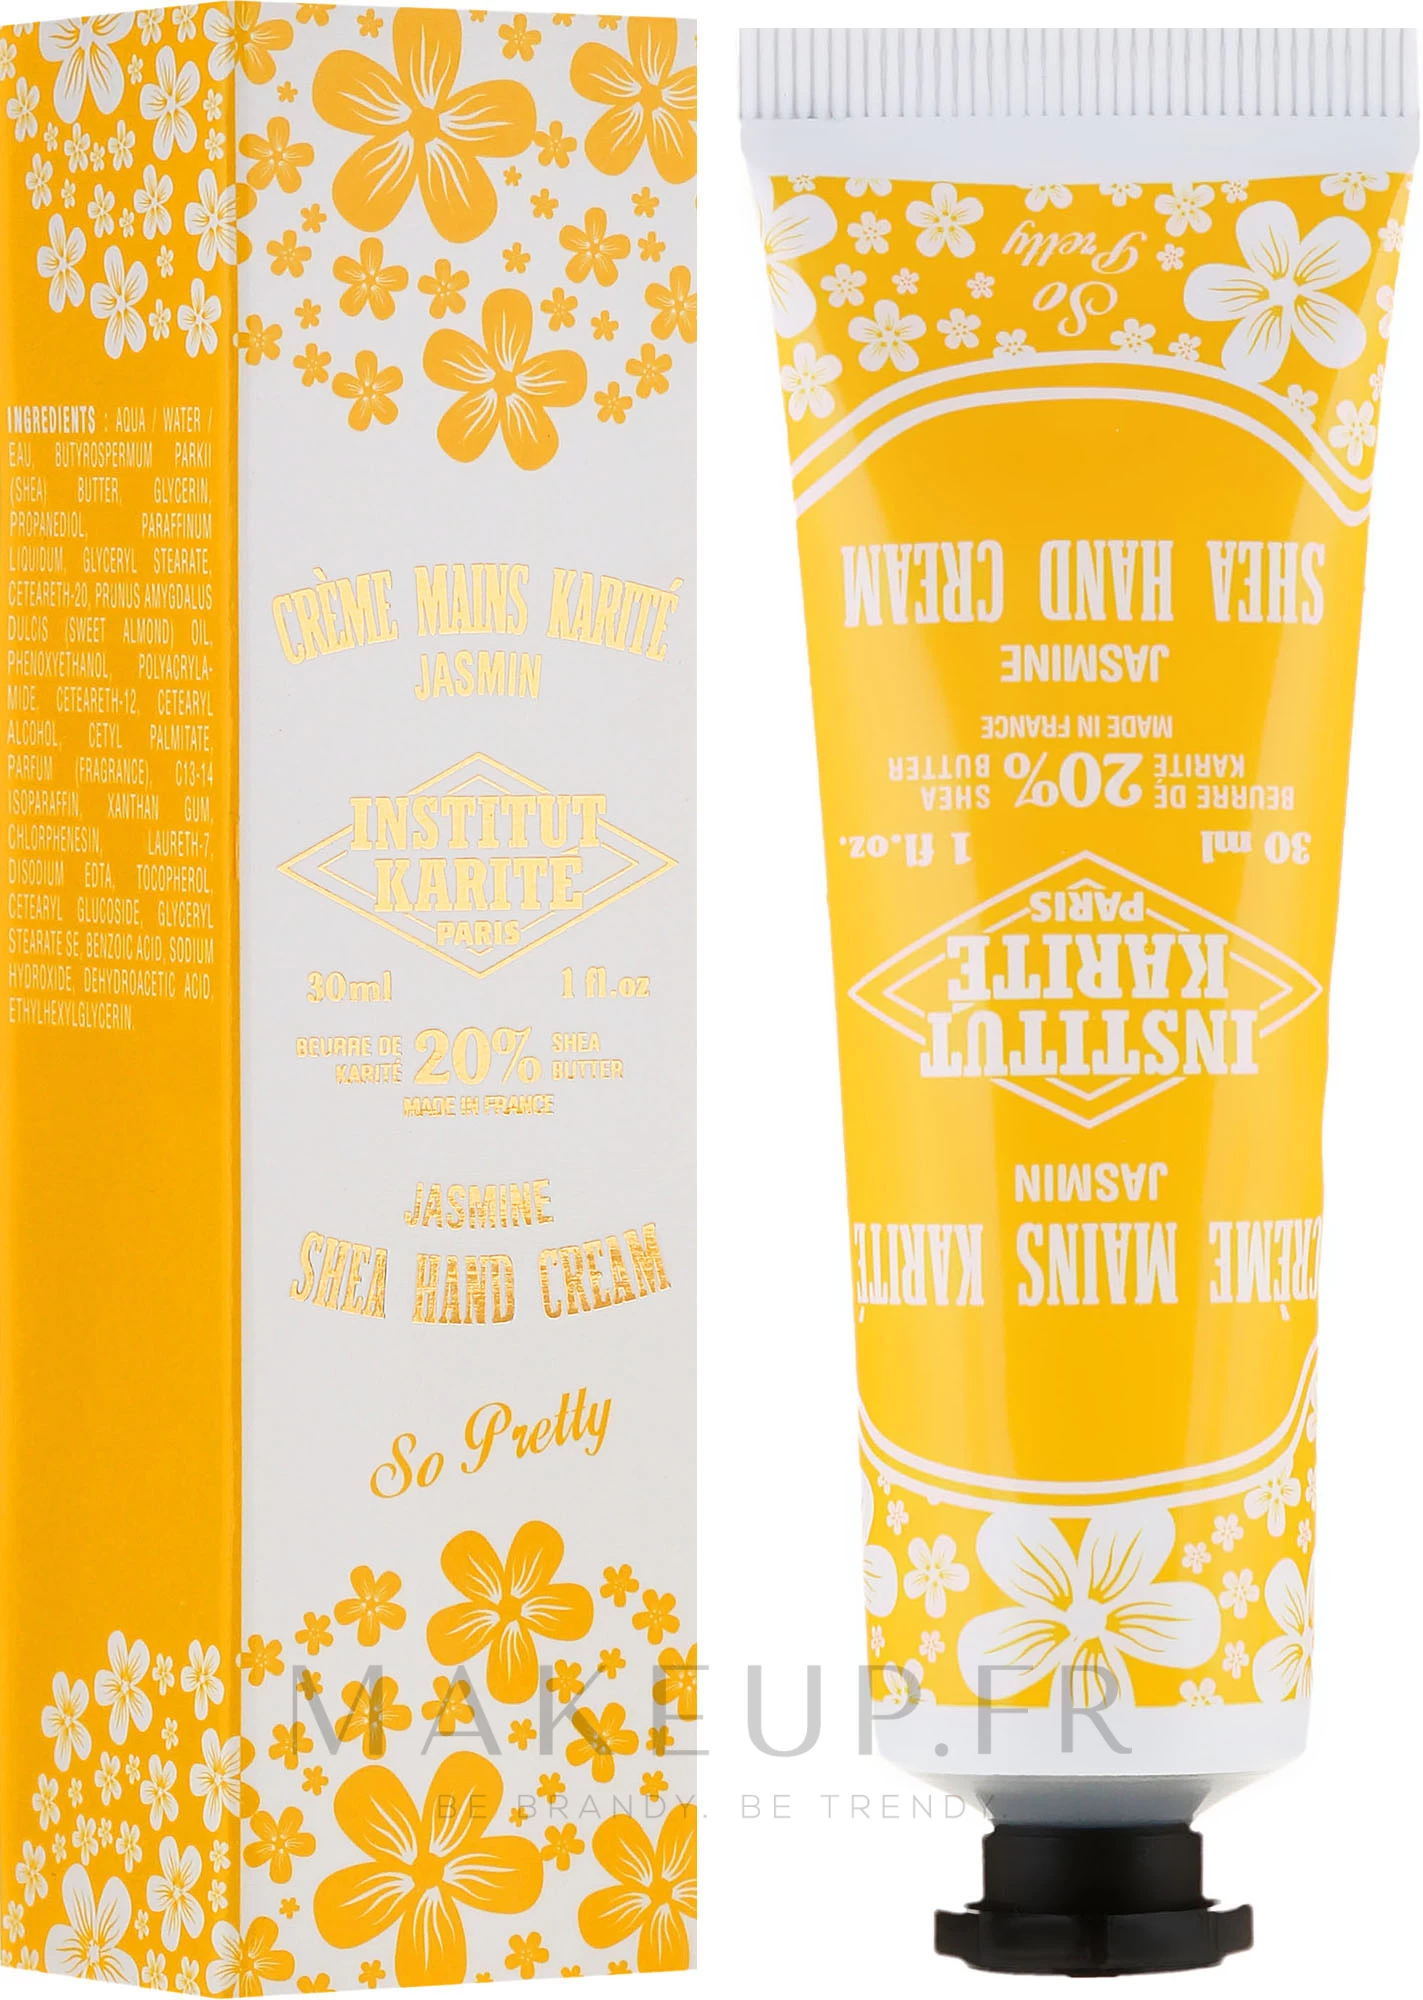 INGREDIENTS : AQUA / WATER /
EAU, BUTYROSPERMUM PARKII
(SHEA) BUTTER, GLYCERIN,
PROPANEDIOL, PARAFFINUM
LIQUIDUM, GLYCERYL STEARATE,
CETEARETH-20, PRUNUS AMYGDALUS
DULCIS (SWEET ALMOND) OIL,
PHENOXYETHANOL, POLYACRYLA-
MIDE, CETEARETH-12, CETEARYL
ALCOHOL, CETYL PALMITATE,
PARFUM (FRAGRANCE), C13-14
ISOPARAFFIN, XANTHAN GUM,
CHLORPHENESIN, LAURETH-7,
DISODIUM EDTA, TOCOPHEROL,
CETEARYL GLUCOSIDE, GLYCERYL
STEARATE SE, BENZOIC ACID, SODIUM
HYDROXIDE, DEHYDROACETIC ACID,
ETHYLHEXYLGLYCERIN.
CRÈME MAINS KARITÉ
JASMIN
INSTITUT
KARITÉ
PARIS
30ml 1 fl.oz
BEURRE DE KARITÉ 20% SHEA BUTTER
MADE IN FRANCE
JASMINE
SHEA HAND CREAM
So Pretty
CRÈME MAINS KARITÉ
JASMIN
INSTITUT
KARITÉ
PARIS
30 ml 1 fl.oz.
BEURRE DE KARITÉ 20% SHEA BUTTER
MADE IN FRANCE
JASMINE
SHEA HAND CREAM
So
Pretty
MAKEUP.FR
BE BRANDY. BE TRENDY.